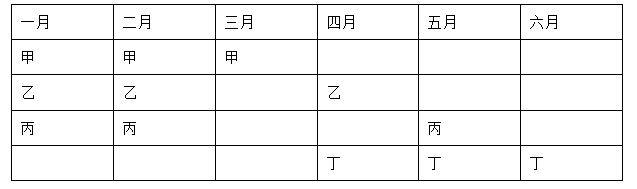 一月 二月 三月 四月 五月 六月
甲 甲 甲
乙 乙 乙
丙 丙 丙
丁 丁 丁